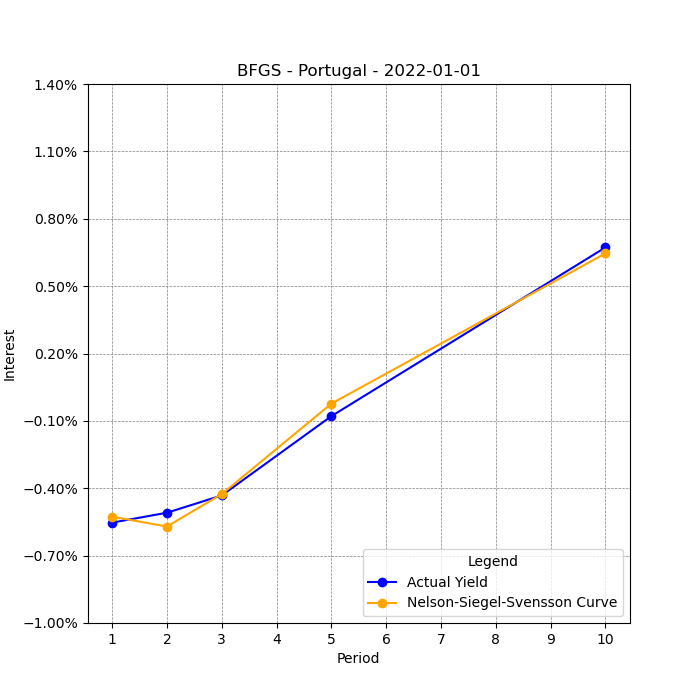 BFGS - Portugal - 2022-01-01
1.40%
1.10%
0.80%
0.50%
0.20%
−0.10%
−0.40%
−0.70%
−1.00%
Interest
1 2 3 4 5 6 7 8 9 10
Period
Legend
Actual Yield
Nelson-Siegel-Svensson Curve